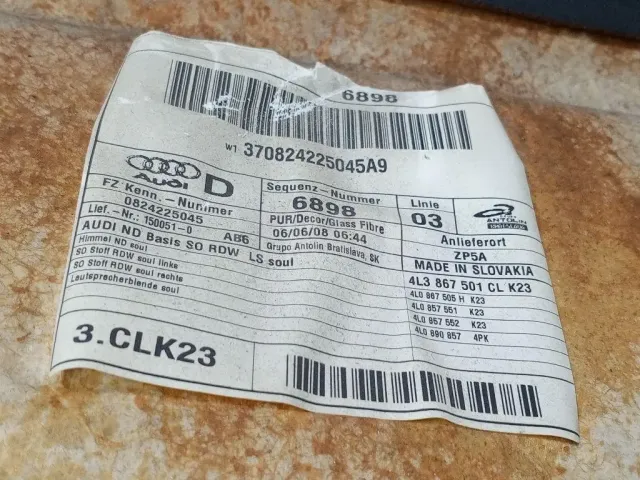 6898
W1 370824225045A9
Audi
D
FZ Kenn.-Nummer
0824225045
Lief.-Nr.: 150051-0 A86
Sequenz-Nummer
6898
PUR/Decor/Glass Fibre
06/06/08 06:44
Grupo Antolin Bratislava, SK
Linie
03
ANTOLIN
Anlieferort
ZP5A
MADE IN SLOVAKIA
AUDI ND Basis SO RDW LS soul
Himmel ND soul
SO Stoff RDW soul links
SO Stoff RDW soul rechts
Lautsprecherblende soul
4L3 867 501 CL K23
4L0 867 505 H K23
4L0 857 551 K23
4L0 857 552 K23
4L0 890 857 4PK
3.CLK23